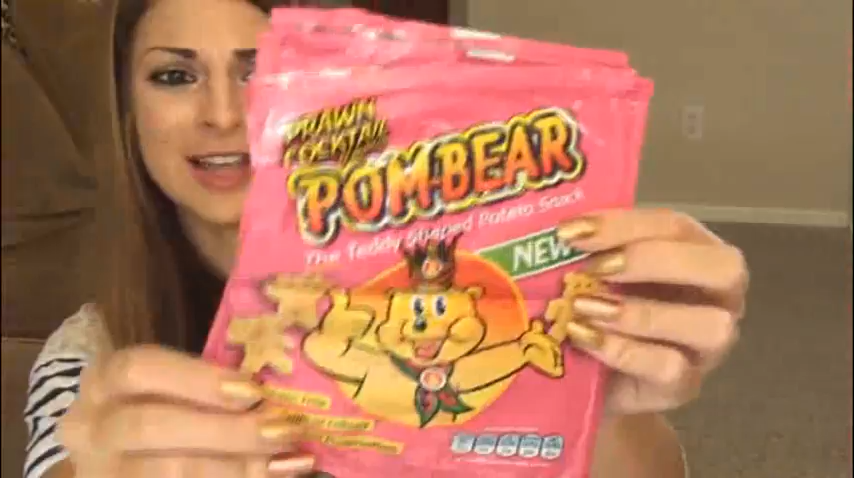 PRAWN
COCKTAIL
POM-BEAR
The Teddy Shaped Potato Snack
NEW